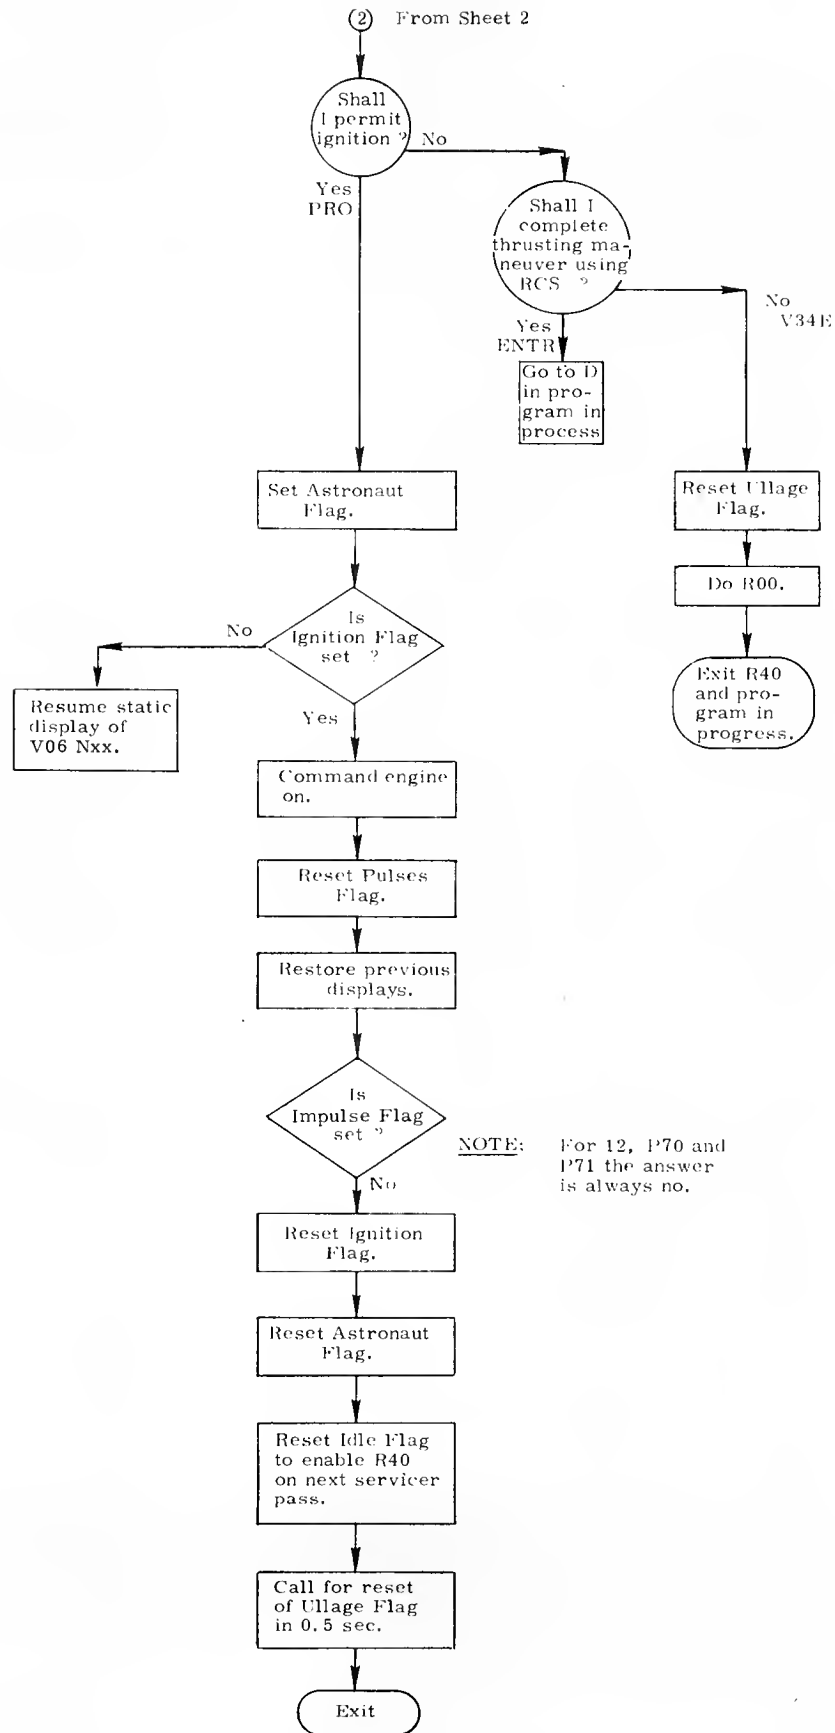 2 From Sheet 2
Shall
I permit
ignition ?
No
Yes
PRO
Shall I
complete
thrusting ma-
neuver using
RCS ?
No
V34E
Yes
ENTR
Go to D
in pro-
gram in
process
Set Astronaut
Flag.
Reset Ullage
Flag.
Do R00.
Is
Ignition Flag
set ?
No
Exit R40
and pro-
gram in
progress.
Resume static
display of
V06 Nxx.
Yes
Command engine
on.
Reset Pulses
Flag.
Restore previous
displays.
Is
Impulse Flag
set ?
NOTE: For 12, P70 and
P71 the answer
is always no.
No
Reset Ignition
Flag.
Reset Astronaut
Flag.
Reset Idle Flag
to enable R40
on next servicer
pass.
Call for reset
of Ullage Flag
in 0.5 sec.
Exit